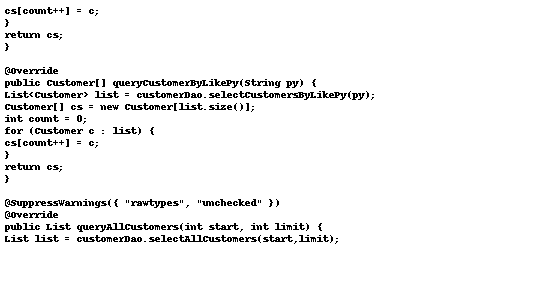 cs[count++] = c;
}
return cs;
}
@Override
public Customer[] queryCustomerByLikePy(String py) {
List<Customer> list = customerDao.selectCustomersByLikePy(py);
Customer[] cs = new Customer[list.size()];
int count = 0;
for (Customer c : list) {
cs[count++] = c;
}
return cs;
}
@SuppressWarnings({ "rawtypes", "unchecked" })
@Override
public List queryAllCustomers(int start, int limit) {
List list = customerDao.selectAllCustomers(start,limit);